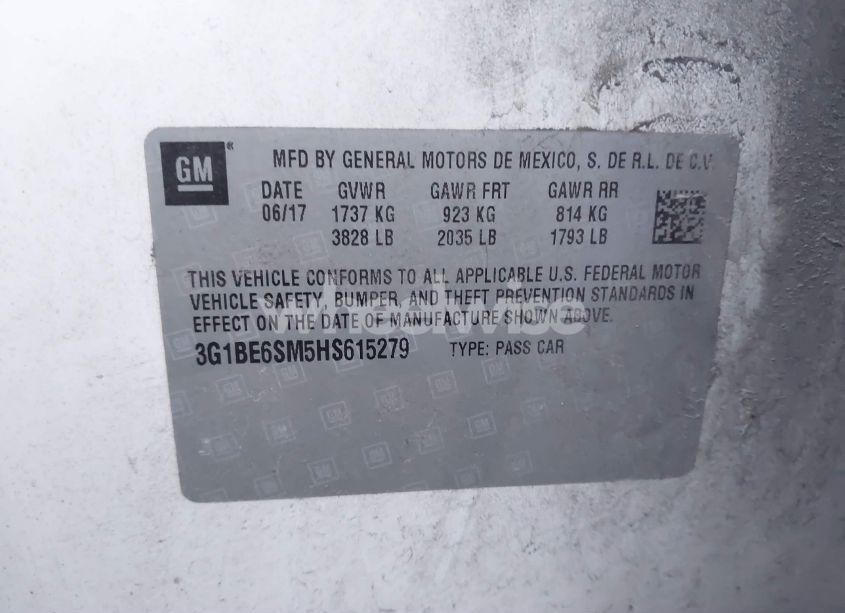 GM ® MFD BY GENERAL MOTORS DE MEXICO, S. DE R.L. DE C.V.
DATE GVWR GAWR FRT GAWR RR
06/17 1737 KG 923 KG 814 KG
3828 LB 2035 LB 1793 LB
THIS VEHICLE CONFORMS TO ALL APPLICABLE U.S. FEDERAL MOTOR
VEHICLE SAFETY, BUMPER, AND THEFT PREVENTION STANDARDS IN
EFFECT ON THE DATE OF MANUFACTURE SHOWN ABOVE.
Wheelwise
3G1BE6SM5HS615279 TYPE: PASS CAR